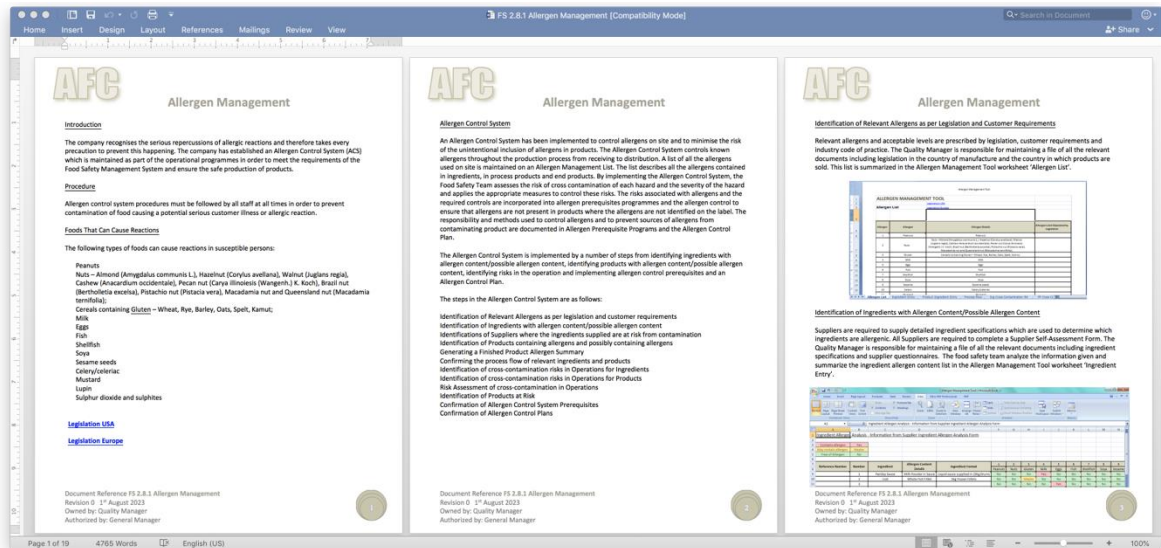 FS 2.8.1 Allergen Management [Compatibility Mode]
Search in Document
Home Insert Design Layout References Mailings Review View
Share
AFC
Allergen Management
Introduction
The company recognises the serious repercussions of allergic reactions and therefore takes every
precaution to prevent this happening. The company has established an Allergen Control System (ACS)
which is maintained as part of the operational programmes in order to meet the requirements of the
Food Safety Management System and ensure the safe production of products.
Procedure
Allergen control system procedures must be followed by all staff at all times in order to prevent
contamination of food causing a potential serious customer illness or allergic reaction.
Foods That Can Cause Reactions
The following types of foods can cause reactions in susceptible persons:
Peanuts
Nuts – Almond (Amygdalus communis L.), Hazelnut (Corylus avellana), Walnut (Juglans regia),
Cashew (Anacardium occidentale), Pecan nut (Carya illinoiesis (Wangenh.) K. Koch), Brazil nut
(Bertholletia excelsa), Pistachio nut (Pistacia vera), Macadamia nut and Queensland nut (Macadamia
ternifolia);
Cereals containing Gluten – Wheat, Rye, Barley, Oats, Spelt, Kamut;
Milk
Eggs
Fish
Shellfish
Soya
Sesame seeds
Celery/celeriac
Mustard
Lupin
Sulphur dioxide and sulphites
Legislation USA
Legislation Europe
Document Reference FS 2.8.1 Allergen Management
Revision 0 1st August 2023
Owned by: Quality Manager
Authorized by: General Manager
1
AFC
Allergen Management
Allergen Control System
An Allergen Control System has been implemented to control allergens on site and to minimise the risk
of the unintentional inclusion of allergens in products. The Allergen Control System controls known
allergens throughout the production process from receiving to distribution. A list of all the allergens
used on site is maintained on an Allergen Management List. The list describes all the allergens contained
in ingredients, in process products and end products. By implementing the Allergen Control System, the
Food Safety Team assesses the risk of cross contamination of each hazard and the severity of the hazard
and applies the appropriate measures to control these risks. The risks associated with allergens and the
required controls are incorporated into allergen prerequisites programmes and the allergen control to
ensure that allergens are not present in products where the allergens are not identified on the label. The
responsibility and methods used to control allergens and to prevent sources of allergens from
contaminating product are documented in Allergen Prerequisite Programs and the Allergen Control
Plan.
The Allergen Control System is implemented by a number of steps from identifying ingredients with
allergen content/possible allergen content, identifying products with allergen content/possible allergen
content, identifying risks in the operation and implementing allergen control prerequisites and an
Allergen Control Plan.
The steps in the Allergen Control System are as follows:
Identification of Relevant Allergens as per legislation and customer requirements
Identification of Ingredients with allergen content/possible allergen content
Identifications of Suppliers where the ingredients supplied are at risk from contamination
Identification of Products containing allergens and possibly containing allergens
Generating a Finished Product Allergen Summary
Confirming the process flow of relevant ingredients and products
Identification of cross-contamination risks in Operations for Ingredients
Identification of cross-contamination risks in Operations for Products
Risk Assessment of cross-contamination in Operations
Identification of Products at Risk
Confirmation of Allergen Control System Prerequisites
Confirmation of Allergen Control Plans
Document Reference FS 2.8.1 Allergen Management
Revision 0 1st August 2023
Owned by: Quality Manager
Authorized by: General Manager
2
AFC
Allergen Management
Identification of Relevant Allergens as per Legislation and Customer Requirements
Relevant allergens and acceptable levels are prescribed by legislation, customer requirements and
industry code of practice. The Quality Manager is responsible for maintaining a file of all the relevant
documents including legislation in the country of manufacture and the country in which products are
sold. This list is summarized in the Allergen Management Tool worksheet 'Allergen List'.
ALLERGEN MANAGEMENT TOOL
Allergen List
Identification of Ingredients with Allergen Content/Possible Allergen Content
Suppliers are required to supply detailed ingredient specifications which are used to determine which
ingredients are allergenic. All Suppliers are required to complete a Supplier Self-Assessment Form. The
Quality Manager is responsible for maintaining a file of all the relevant documents including ingredient
specifications and supplier questionnaires. The food safety team analyze the information given and
summarize the ingredient allergen content list in the Allergen Management Tool worksheet 'Ingredient
Entry'.
Ingredient Allergen Analysis - Information from Supplier Ingredient Allergen Analysis Form
Document Reference FS 2.8.1 Allergen Management
Revision 0 1st August 2023
Owned by: Quality Manager
Authorized by: General Manager
3
Page 1 of 19 4765 Words English (US) 100%